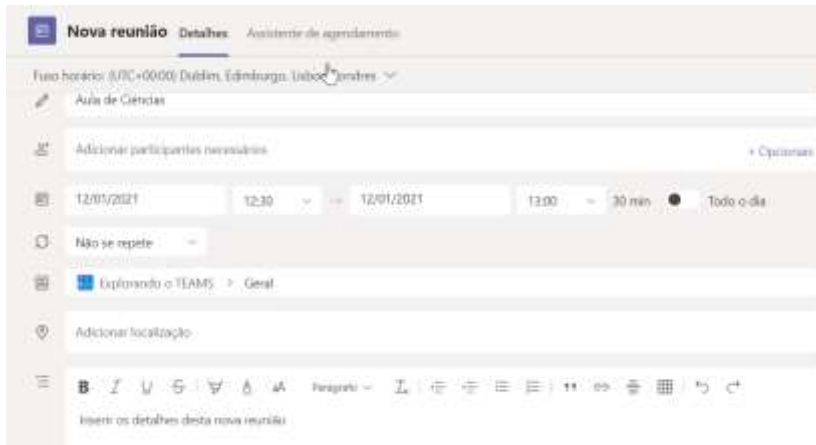 Nova reunião Detalhes Assistente de agendamento
Fuso horário: (UTC+00:00) Dublim, Edimburgo, Lisboa, Londres
Aula de Ciências
Adicionar participantes necessários + Opcionais
12/01/2021 12:30 → 12/01/2021 13:00 30 min Todo o dia
Não se repete
Explorando o TEAMS > Geral
Adicionar localização
B I U S A AA Parágrafo
Inserir os detalhes desta nova reunião